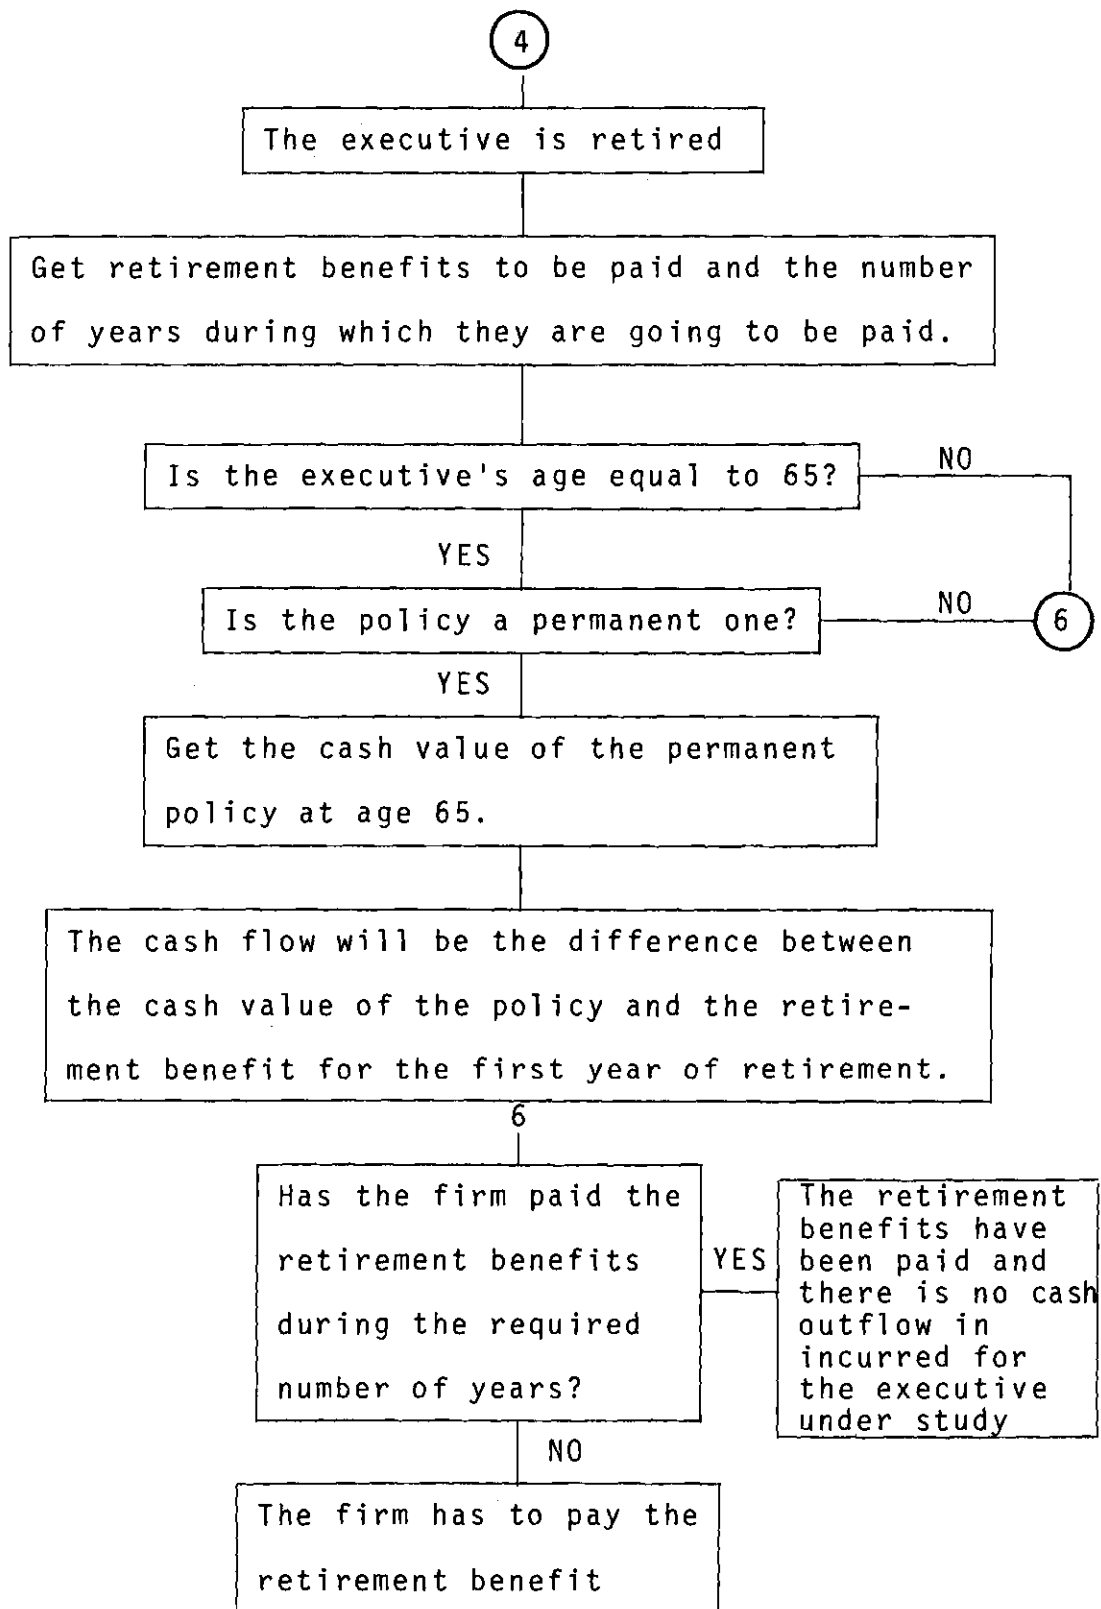 4
The executive is retired
Get retirement benefits to be paid and the number
of years during which they are going to be paid.
Is the executive's age equal to 65?
NO
YES
Is the policy a permanent one?
NO
6
YES
Get the cash value of the permanent
policy at age 65.
The cash flow will be the difference between
the cash value of the policy and the retire-
ment benefit for the first year of retirement.
6
Has the firm paid the
retirement benefits
during the required
number of years?
YES
The retirement
benefits have
been paid and
there is no cash
outflow in
incurred for
the executive
under study
NO
The firm has to pay the
retirement benefit